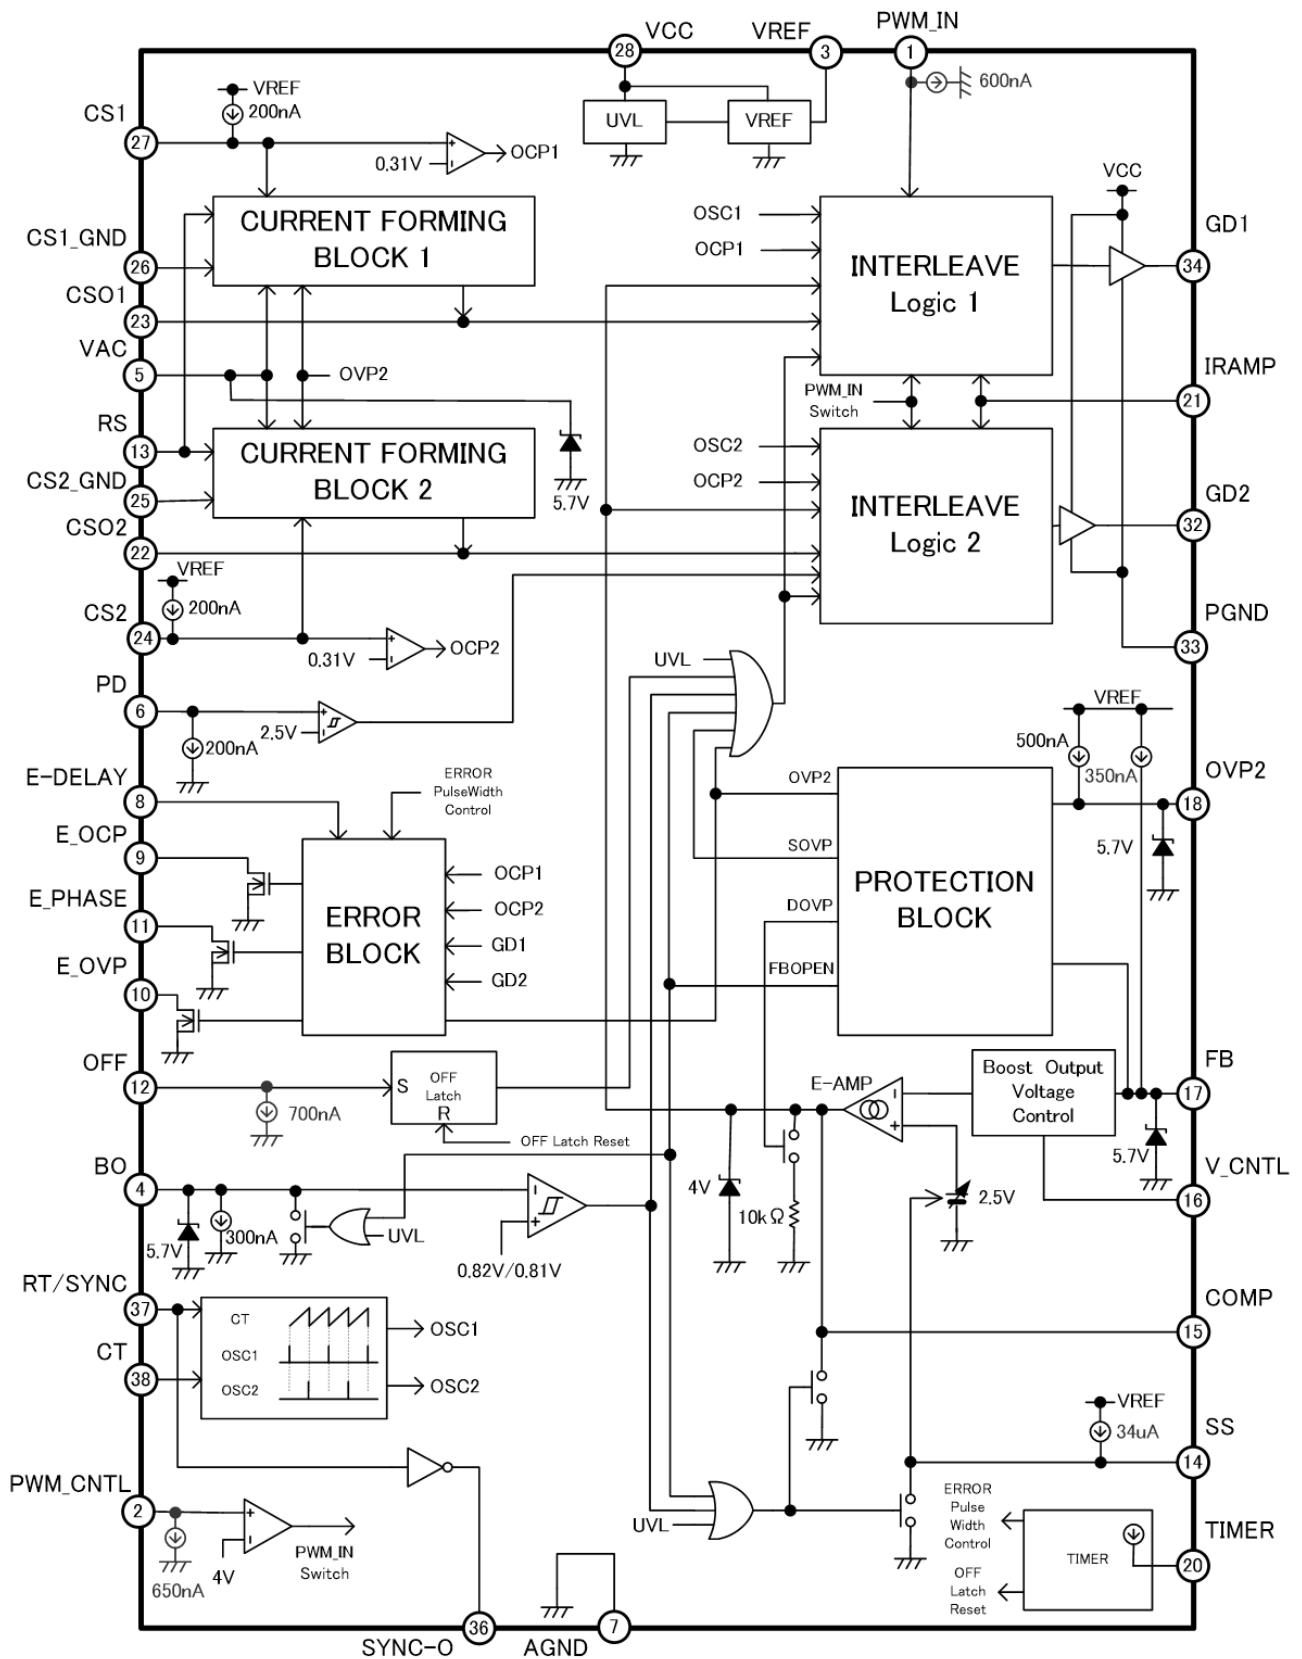 VCC
28
VREF
3
PWM_IN
1
600nA
UVL
VREF
VREF
200nA
CS1
27
0.31V
OCP1
CURRENT FORMING
BLOCK 1
CS1_GND
26
CSO1
23
VAC
5
OVP2
RS
13
CURRENT FORMING
BLOCK 2
5.7V
CS2_GND
25
CSO2
22
VREF
200nA
CS2
24
0.31V
OCP2
OSC1
OCP1
INTERLEAVE
Logic 1
VCC
GD1
34
PWM_IN
Switch
IRAMP
21
OSC2
OCP2
INTERLEAVE
Logic 2
GD2
32
PGND
33
PD
6
200nA
2.5V
UVL
E-DELAY
8
ERROR
PulseWidth
Control
E_OCP
9
E_PHASE
11
E_OVP
10
ERROR
BLOCK
OCP1
OCP2
GD1
GD2
VREF
500nA
350nA
OVP2
18
5.7V
OVP2
SOVP
DOVP
FBOPEN
PROTECTION
BLOCK
OFF
12
700nA
S
OFF
Latch
R
OFF Latch Reset
E-AMP
-
+
Boost Output
Voltage
Control
FB
17
5.7V
V_CNTL
16
BO
4
5.7V
300nA
UVL
0.82V/0.81V
4V
10kΩ
2.5V
RT/SYNC
37
CT
38
CT
OSC1
OSC2
OSC1
OSC2
COMP
15
VREF
34uA
SS
14
UVL
PWM_CNTL
2
650nA
4V
PWM_IN
Switch
ERROR
Pulse
Width
Control
OFF
Latch
Reset
TIMER
TIMER
20
SYNC-O
36
AGND
7